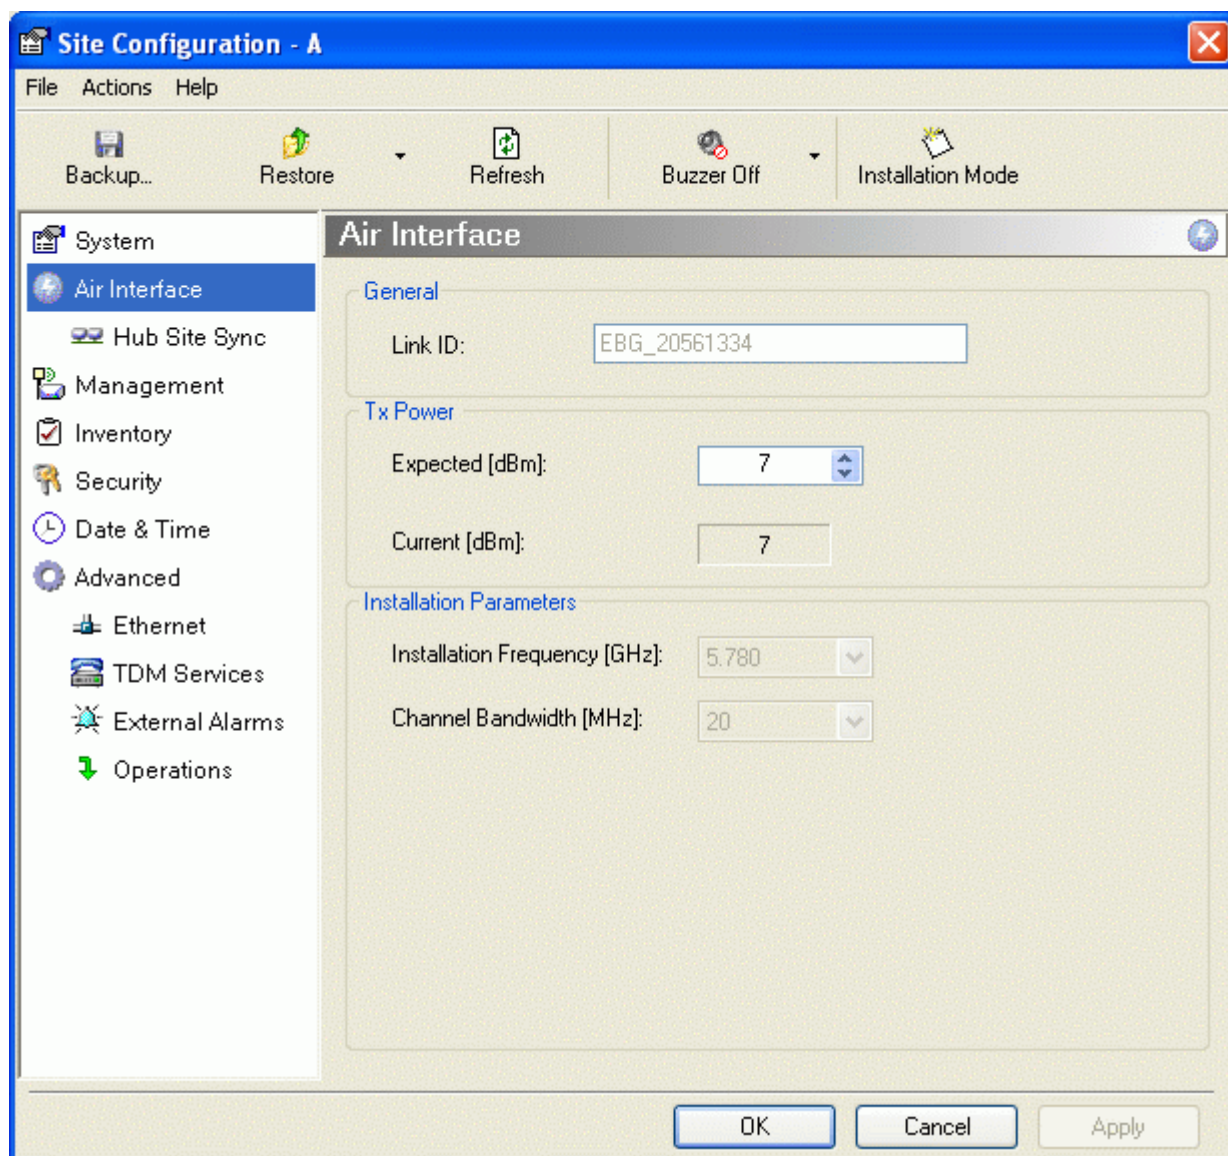 Site Configuration - A
File Actions Help
Backup... Restore Refresh Buzzer Off Installation Mode
System
Air Interface
Hub Site Sync
Management
Inventory
Security
Date & Time
Advanced
Ethernet
TDM Services
External Alarms
Operations
Air Interface
General
Link ID: EBG_20561334
Tx Power
Expected [dBm]: 7
Current [dBm]: 7
Installation Parameters
Installation Frequency [GHz]: 5.780
Channel Bandwidth [MHz]: 20
OK Cancel Apply